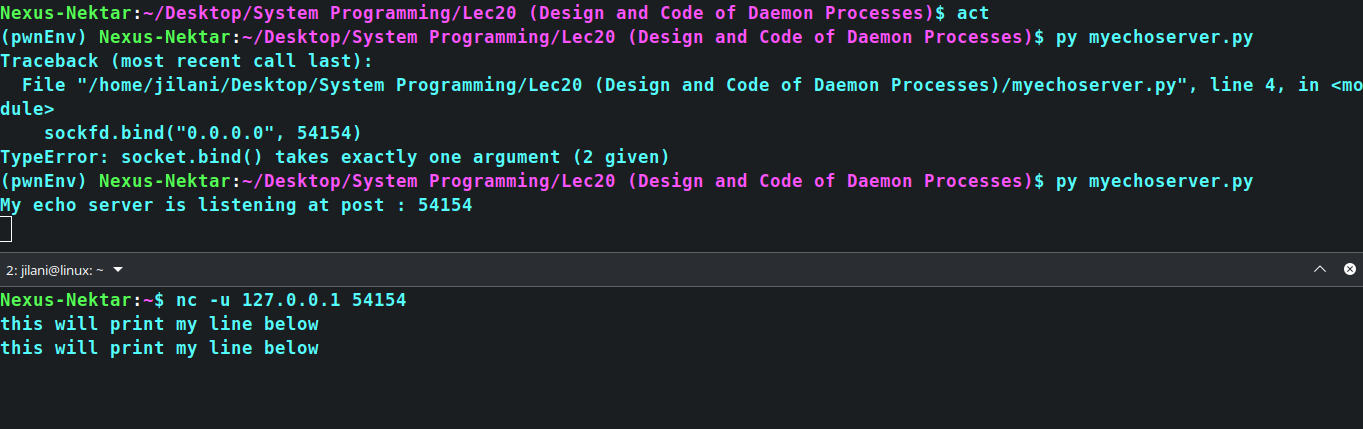 Nexus-Nektar:~/Desktop/System Programming/Lec20 (Design and Code of Daemon Processes)$ act
(pwnEnv) Nexus-Nektar:~/Desktop/System Programming/Lec20 (Design and Code of Daemon Processes)$ py myechoserver.py
Traceback (most recent call last):
  File "/home/jilani/Desktop/System Programming/Lec20 (Design and Code of Daemon Processes)/myechoserver.py", line 4, in <mo
dule>
    sockfd.bind("0.0.0.0", 54154)
TypeError: socket.bind() takes exactly one argument (2 given)
(pwnEnv) Nexus-Nektar:~/Desktop/System Programming/Lec20 (Design and Code of Daemon Processes)$ py myechoserver.py
My echo server is listening at post : 54154
2: jilani@linux: ~
Nexus-Nektar:~$ nc -u 127.0.0.1 54154
this will print my line below
this will print my line below